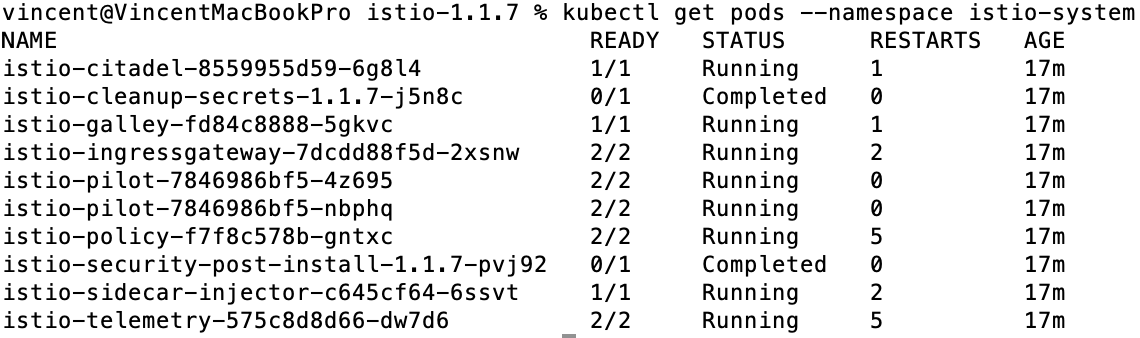 vincent@VincentMacBookPro istio-1.1.7 % kubectl get pods --namespace istio-system
NAME READY STATUS RESTARTS AGE
istio-citadel-8559955d59-6g8l4 1/1 Running 1 17m
istio-cleanup-secrets-1.1.7-j5n8c 0/1 Completed 0 17m
istio-galley-fd84c8888-5gkvc 1/1 Running 1 17m
istio-ingressgateway-7dcdd88f5d-2xsnw 2/2 Running 2 17m
istio-pilot-7846986bf5-4z695 2/2 Running 0 17m
istio-pilot-7846986bf5-nbphq 2/2 Running 0 17m
istio-policy-f7f8c578b-gntxc 2/2 Running 5 17m
istio-security-post-install-1.1.7-pvj92 0/1 Completed 0 17m
istio-sidecar-injector-c645cf64-6ssvt 1/1 Running 2 17m
istio-telemetry-575c8d8d66-dw7d6 2/2 Running 5 17m